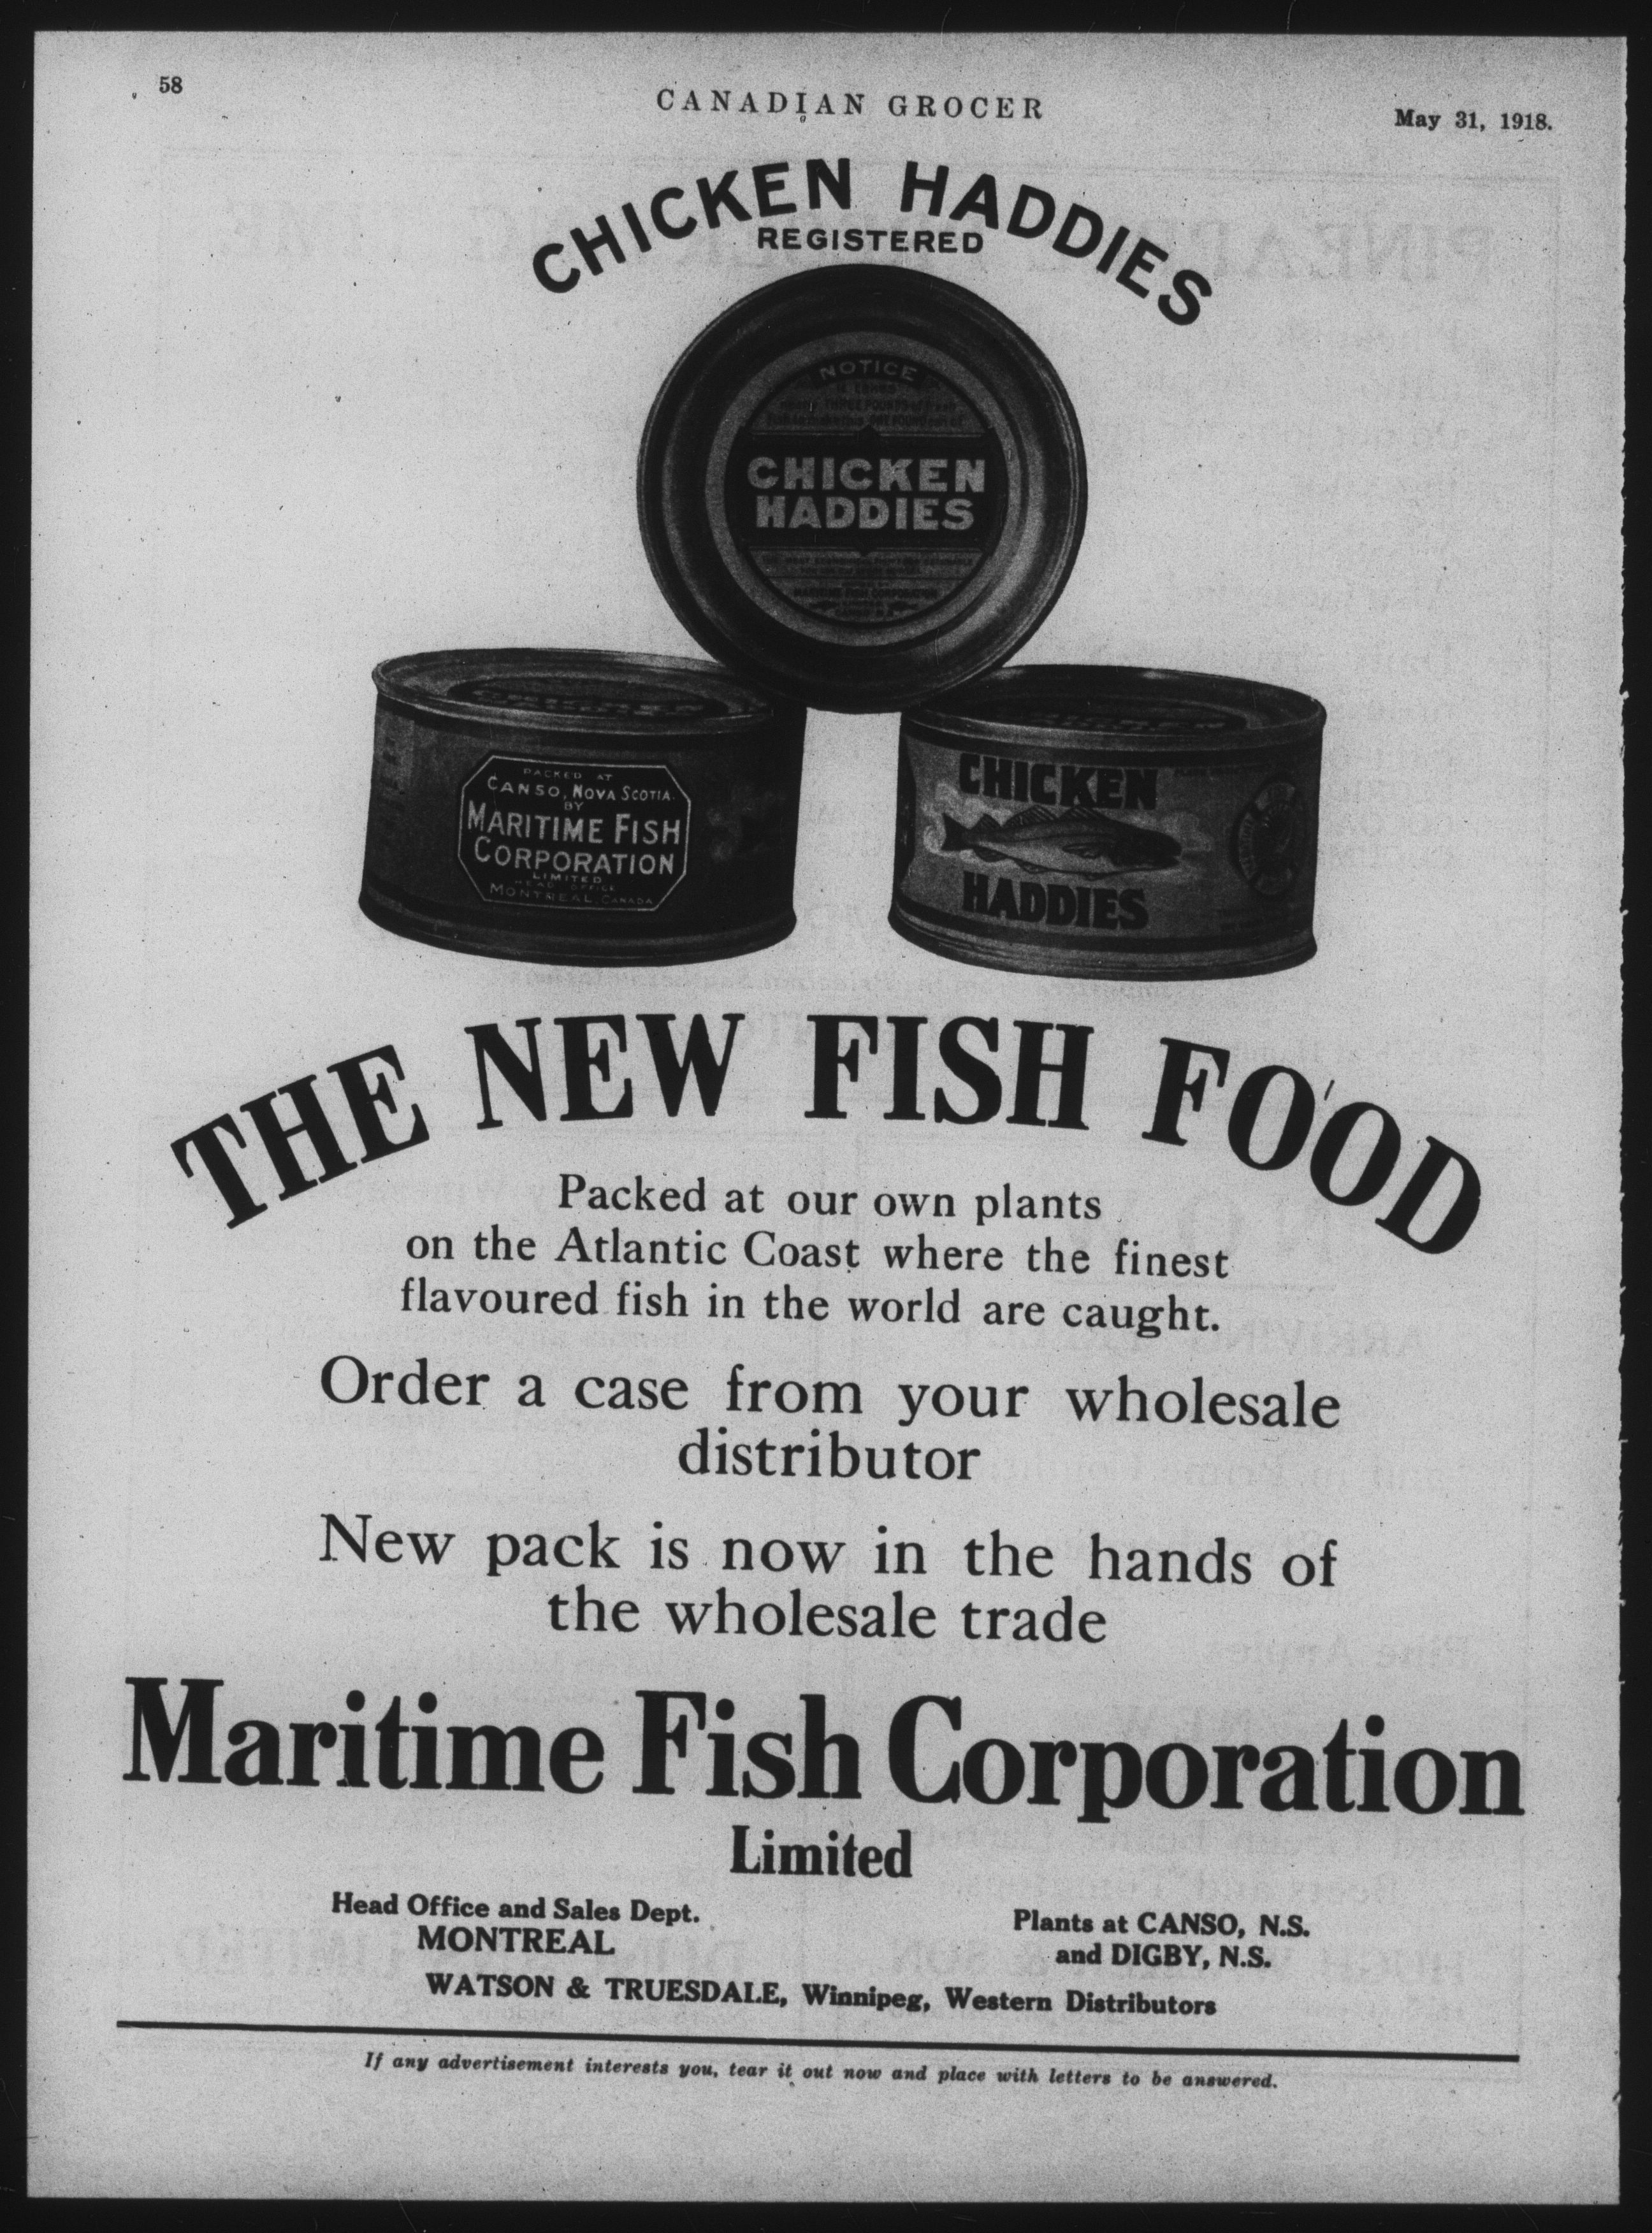 58
CANADIAN GROCER
May 31, 1918.
CHICKEN HADDIES
REGISTERED
NOTICE
CHICKEN
HADDIES
PACKED AT
CANSO, NOVA SCOTIA.
BY
MARITIME FISH
CORPORATION
LIMITED
HEAD OFFICE
MONTREAL, CANADA
CHICKEN
HADDIES
THE NEW FISH FOOD
Packed at our own plants
on the Atlantic Coast where the finest
flavoured fish in the world are caught.
Order a case from your wholesale
distributor
New pack is now in the hands of
the wholesale trade
Maritime Fish Corporation
Limited
Head Office and Sales Dept.
MONTREAL
Plants at CANSO, N.S.
and DIGBY, N.S.
WATSON & TRUESDALE, Winnipeg, Western Distributors
If any advertisement interests you, tear it out now and place with letters to be answered.